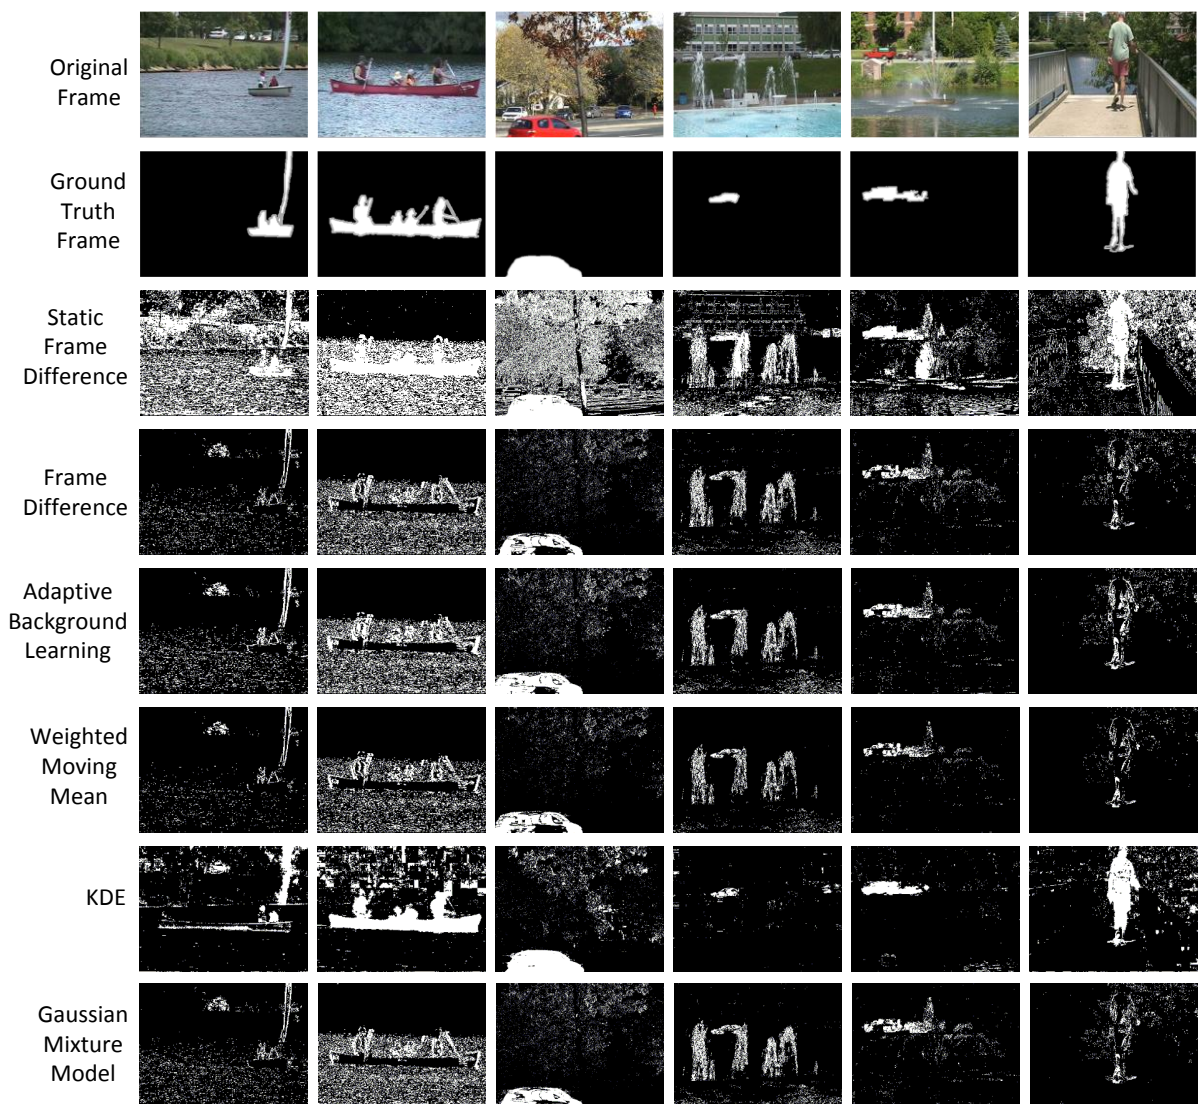 Original
Frame
Ground
Truth
Frame
Static
Frame
Difference
Frame
Difference
Adaptive
Background
Learning
Weighted
Moving
Mean
KDE
Gaussian
Mixture
Model